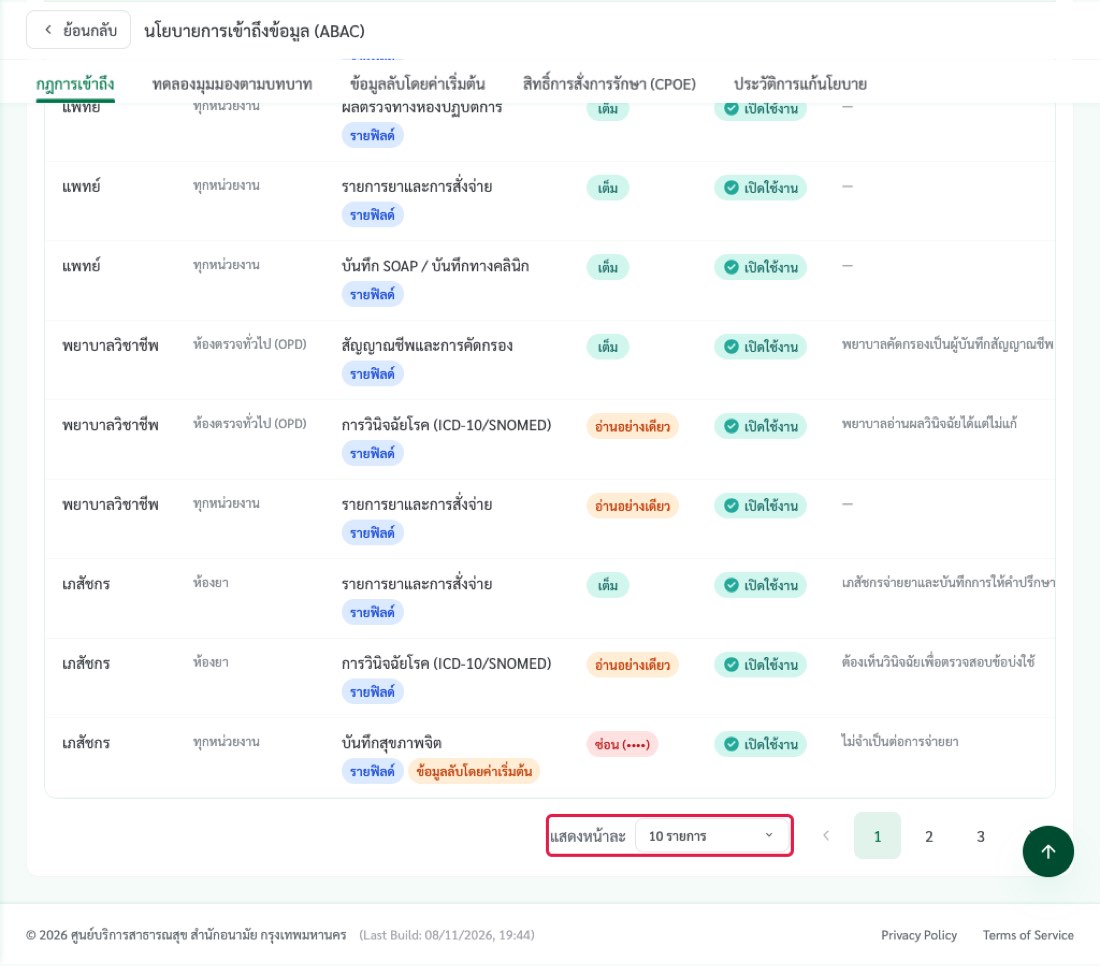 ย้อนกลับ นโยบายการเข้าถึงข้อมูล (ABAC)
กฎการเข้าถึง ทดลองมุมมองตามบทบาท ข้อมูลลับโดยค่าเริ่มต้น สิทธิ์การสั่งการรักษา (CPOE) ประวัติการแก้นโยบาย
แพทย์ ทุกหน่วยงาน ผลตรวจทางห้องปฏิบัติการ เต็ม เปิดใช้งาน —
รายฟิลด์
แพทย์ ทุกหน่วยงาน รายการยาและการสั่งจ่าย เต็ม เปิดใช้งาน —
รายฟิลด์
แพทย์ ทุกหน่วยงาน บันทึก SOAP / บันทึกทางคลินิก เต็ม เปิดใช้งาน —
รายฟิลด์
พยาบาลวิชาชีพ ห้องตรวจทั่วไป (OPD) สัญญาณชีพและการคัดกรอง เต็ม เปิดใช้งาน พยาบาลคัดกรองเป็นผู้บันทึกสัญญาณชีพ
รายฟิลด์
พยาบาลวิชาชีพ ห้องตรวจทั่วไป (OPD) การวินิจฉัยโรค (ICD-10/SNOMED) อ่านอย่างเดียว เปิดใช้งาน พยาบาลอ่านผลวินิจฉัยได้แต่ไม่แก้
รายฟิลด์
พยาบาลวิชาชีพ ทุกหน่วยงาน รายการยาและการสั่งจ่าย อ่านอย่างเดียว เปิดใช้งาน —
รายฟิลด์
เภสัชกร ห้องยา รายการยาและการสั่งจ่าย เต็ม เปิดใช้งาน เภสัชกรจ่ายยาและบันทึกการให้คำปรึกษา
รายฟิลด์
เภสัชกร ห้องยา การวินิจฉัยโรค (ICD-10/SNOMED) อ่านอย่างเดียว เปิดใช้งาน ต้องเห็นวินิจฉัยเพื่อตรวจสอบข้อบ่งใช้
รายฟิลด์
เภสัชกร ทุกหน่วยงาน บันทึกสุขภาพจิต ซ่อน (••••) เปิดใช้งาน ไม่จำเป็นต่อการจ่ายยา
รายฟิลด์ ข้อมูลลับโดยค่าเริ่มต้น
แสดงหน้าละ 10 รายการ 1 2 3
© 2026 ศูนย์บริการสาธารณสุข สำนักอนามัย กรุงเทพมหานคร (Last Build: 08/11/2026, 19:44) Privacy Policy Terms of Service